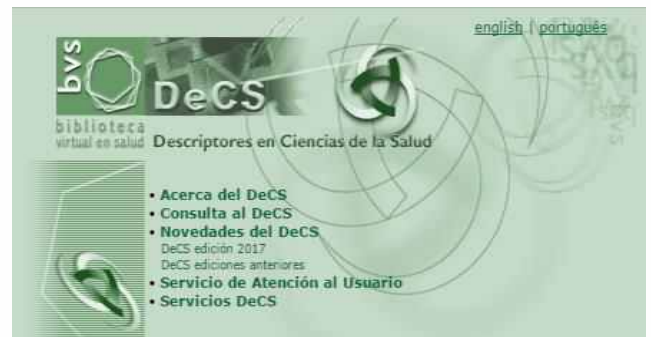 english | português
bvs
DeCS
biblioteca
virtual en salud
Descriptores en Ciencias de la Salud
• Acerca del DeCS
• Consulta al DeCS
• Novedades del DeCS
DeCS edición 2017
DeCS ediciones anteriores
• Servicio de Atención al Usuario
• Servicios DeCS